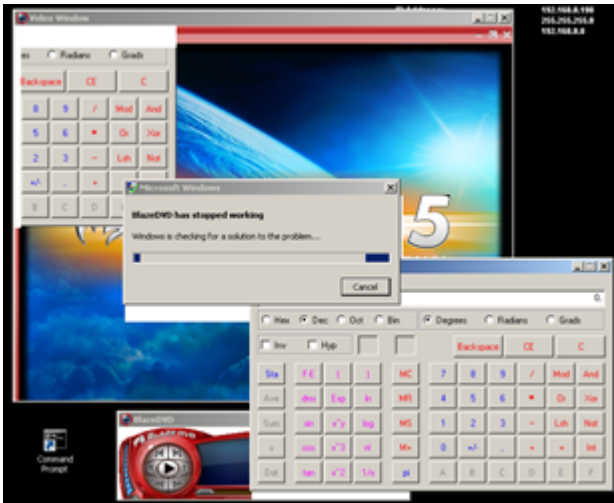 Video Window
192.168.0.198
255.255.255.0
192.168.0.0
Radians Grads
Backspace CE C
8 9 / Mod And
5 6 * Or Xor
2 3 - Lsh Not
+/- . +
B C D
Microsoft Windows
BlazeDVD has stopped working
Windows is checking for a solution to the problem...
Cancel
5
0.
Hex Dec Oct Bin Degrees Radians Grads
Inv Hyp Backspace CE C
Sta F-E ( ) MC 7 8 9 / Mod And
Ave dms Exp ln MR 4 5 6 * Or Xor
Sum sin x^y log MS 1 2 3 - Lsh Not
s cos x^3 n! M+ 0 +/- . + = Int
Dat tan x^2 1/x pi A B C D E F
BlazeDVD
BLAZE DVD
Command
Prompt